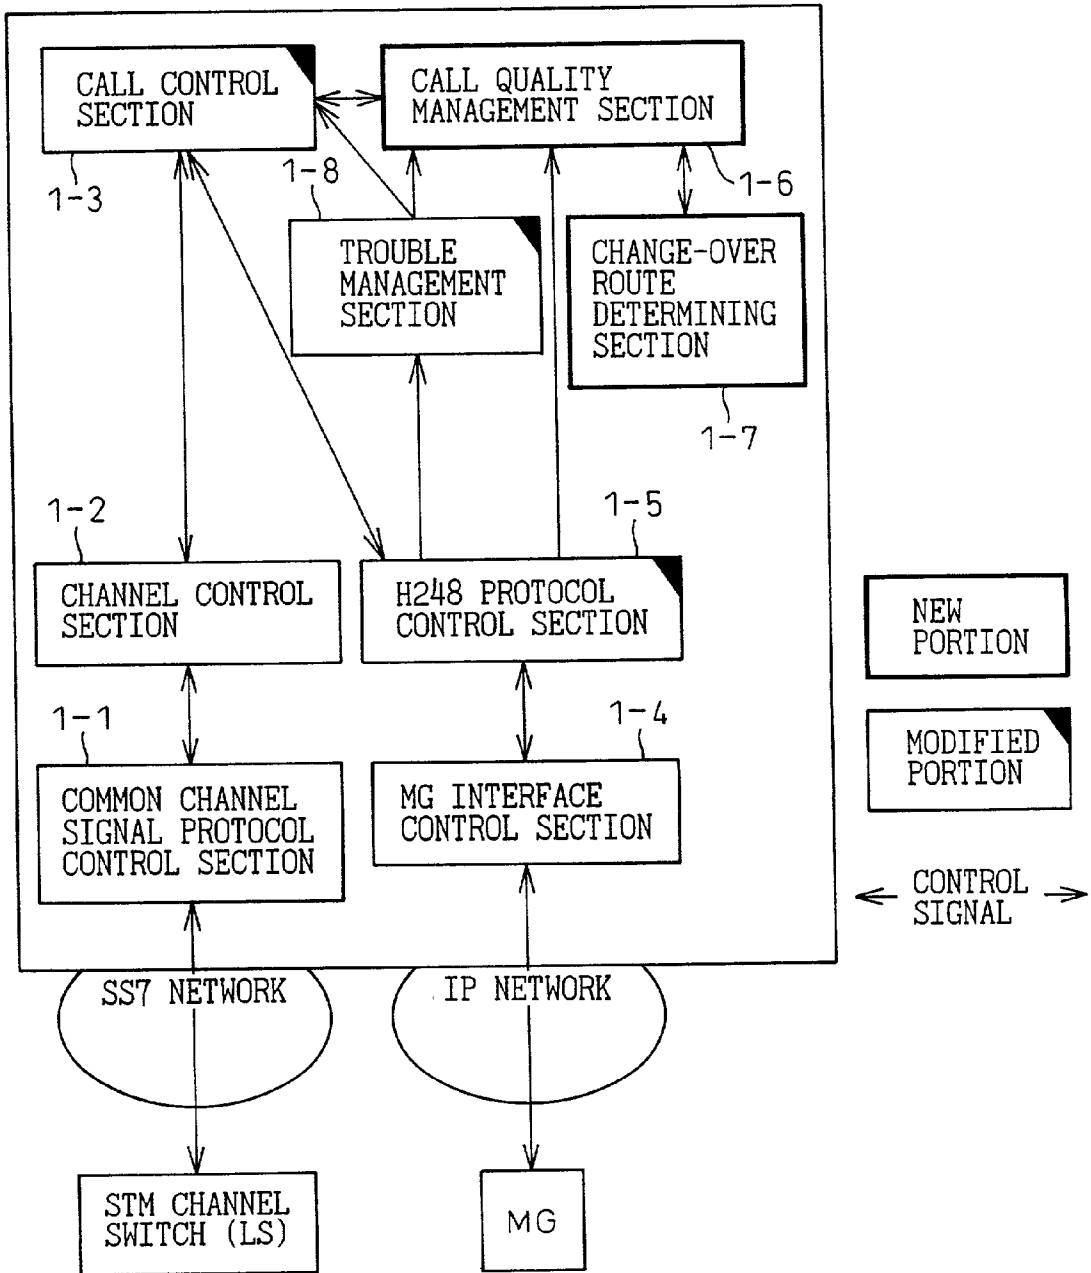 CALL CONTROL
SECTION
CALL QUALITY
MANAGEMENT SECTION
1-3
1-8
1-6
TROUBLE
MANAGEMENT
SECTION
CHANGE-OVER
ROUTE
DETERMINING
SECTION
1-7
1-2
1-5
CHANNEL CONTROL
SECTION
H248 PROTOCOL
CONTROL SECTION
NEW
PORTION
1-1
1-4
MODIFIED
PORTION
COMMON CHANNEL
SIGNAL PROTOCOL
CONTROL SECTION
MG INTERFACE
CONTROL SECTION
CONTROL
SIGNAL
SS7 NETWORK
IP NETWORK
STM CHANNEL
SWITCH (LS)
MG